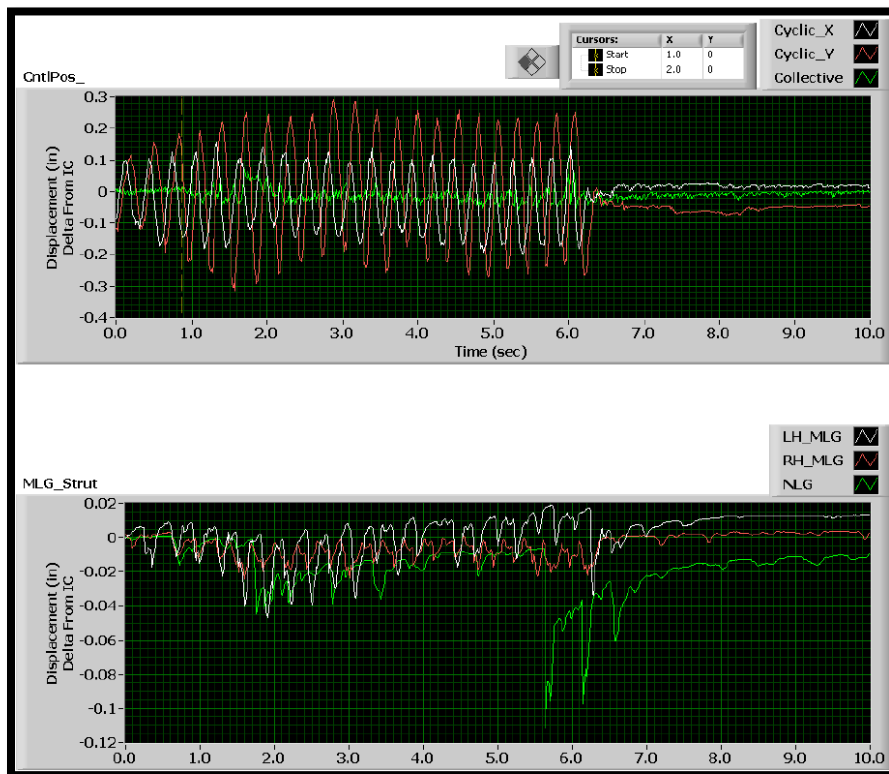 Cursors: X Y
Start 1.0 0
Stop 2.0 0
Cyclic_X
Cyclic_Y
Collective
CntlPos_
Displacement (in)
Delta From IC
0.3
0.2
0.1
0
-0.1
-0.2
-0.3
-0.4
0.0 1.0 2.0 3.0 4.0 5.0 6.0 7.0 8.0 9.0 10.0
Time (sec)
LH_MLG
RH_MLG
NLG
MLG_Strut
Displacement (in)
Delta From IC
0.02
0
-0.02
-0.04
-0.06
-0.08
-0.1
-0.12
0.0 1.0 2.0 3.0 4.0 5.0 6.0 7.0 8.0 9.0 10.0